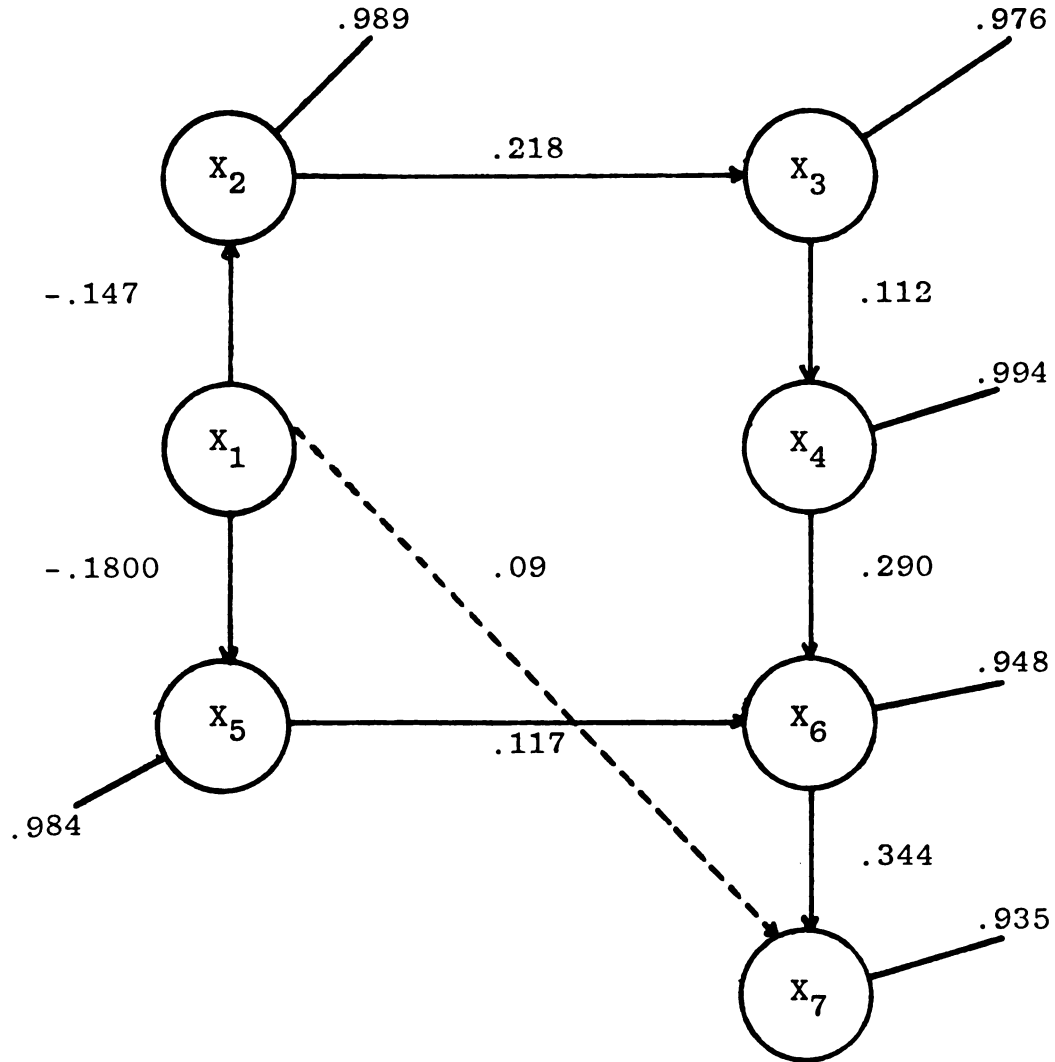 .989
.976
X2
.218
X3
-.147
.112
.994
X1
X4
-.1800
.09
.290
.948
X5
X6
.117
.984
.344
.935
X7